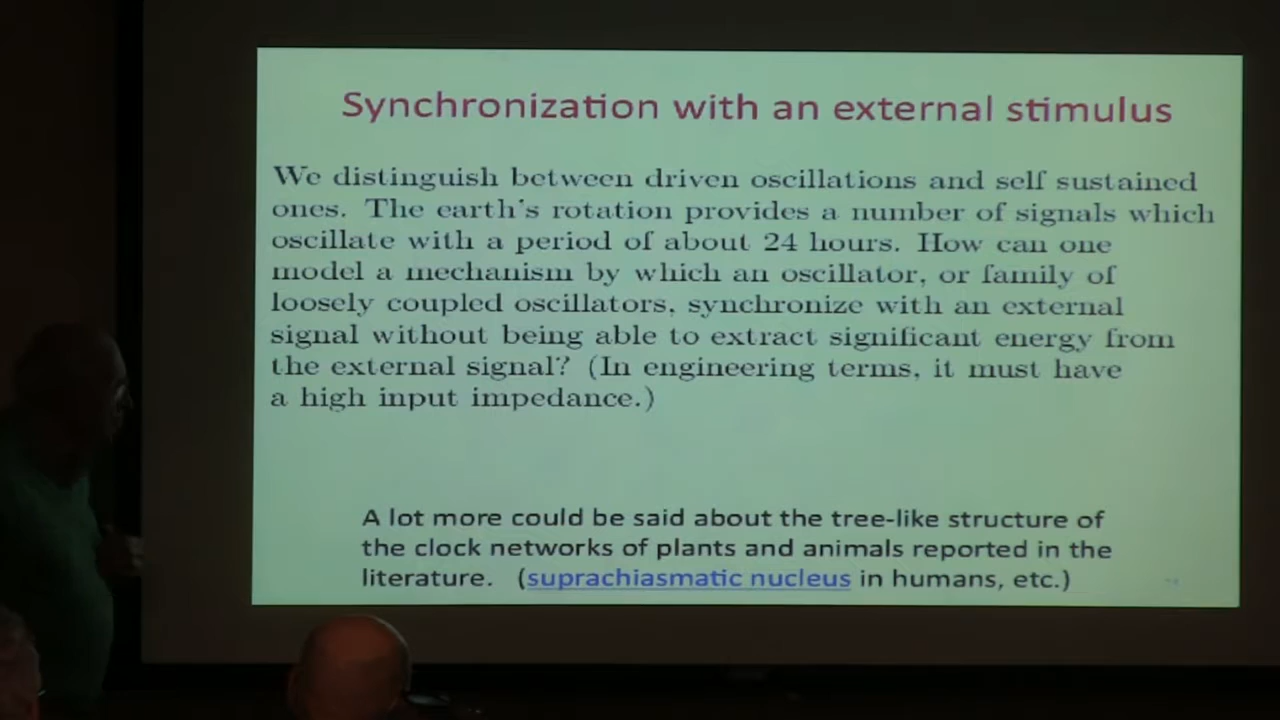 Synchronization with an external stimulus
We distinguish between driven oscillations and self sustained
ones. The earth's rotation provides a number of signals which
oscillate with a period of about 24 hours. How can one
model a mechanism by which an oscillator, or family of
loosely coupled oscillators, synchronize with an external
signal without being able to extract significant energy from
the external signal? (In engineering terms, it must have
a high input impedance.)
A lot more could be said about the tree-like structure of
the clock networks of plants and animals reported in the
literature. (suprachiasmatic nucleus in humans, etc.)